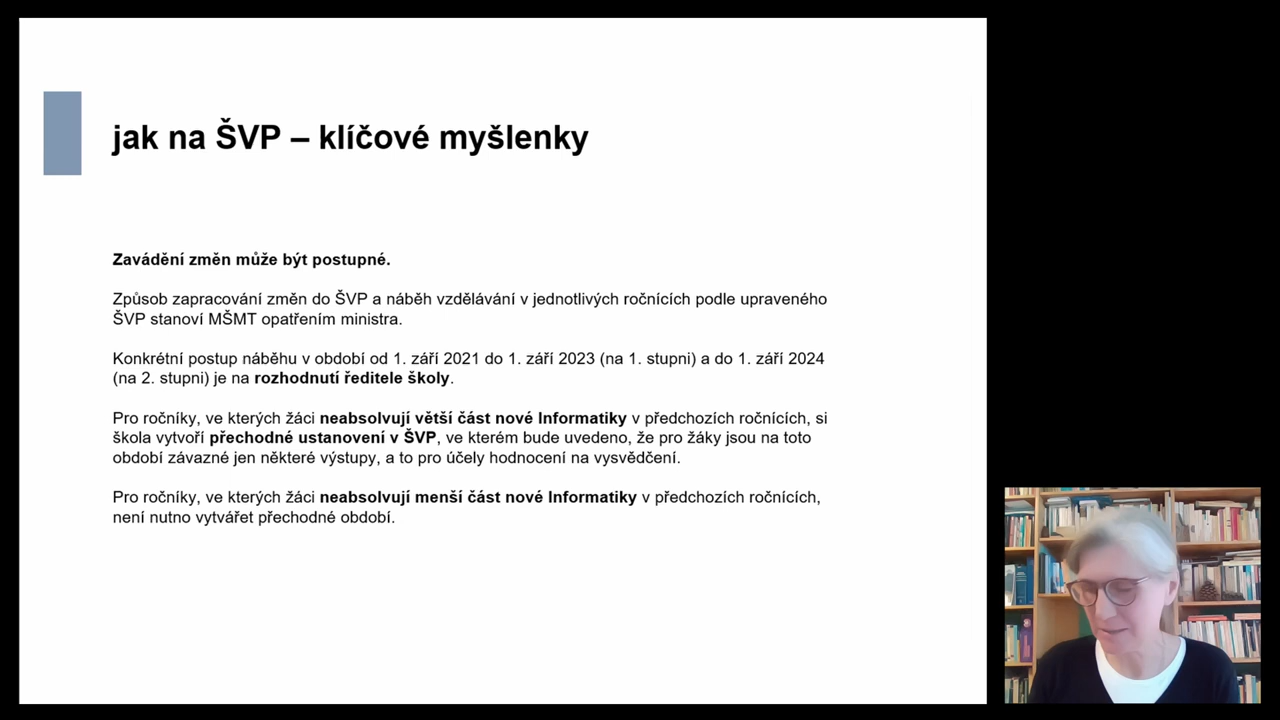 jak na ŠVP – klíčové myšlenky
Zavádění změn může být postupné.
Způsob zapracování změn do ŠVP a náběh vzdělávání v jednotlivých ročnících podle upraveného
ŠVP stanoví MŠMT opatřením ministra.
Konkrétní postup náběhu v období od 1. září 2021 do 1. září 2023 (na 1. stupni) a do 1. září 2024
(na 2. stupni) je na rozhodnutí ředitele školy.
Pro ročníky, ve kterých žáci neabsolvují větší část nové Informatiky v předchozích ročnících, si
škola vytvoří přechodné ustanovení v ŠVP, ve kterém bude uvedeno, že pro žáky jsou na toto
období závazné jen některé výstupy, a to pro účely hodnocení na vysvědčení.
Pro ročníky, ve kterých žáci neabsolvují menší část nové Informatiky v předchozích ročnících,
není nutno vytvářet přechodné období.